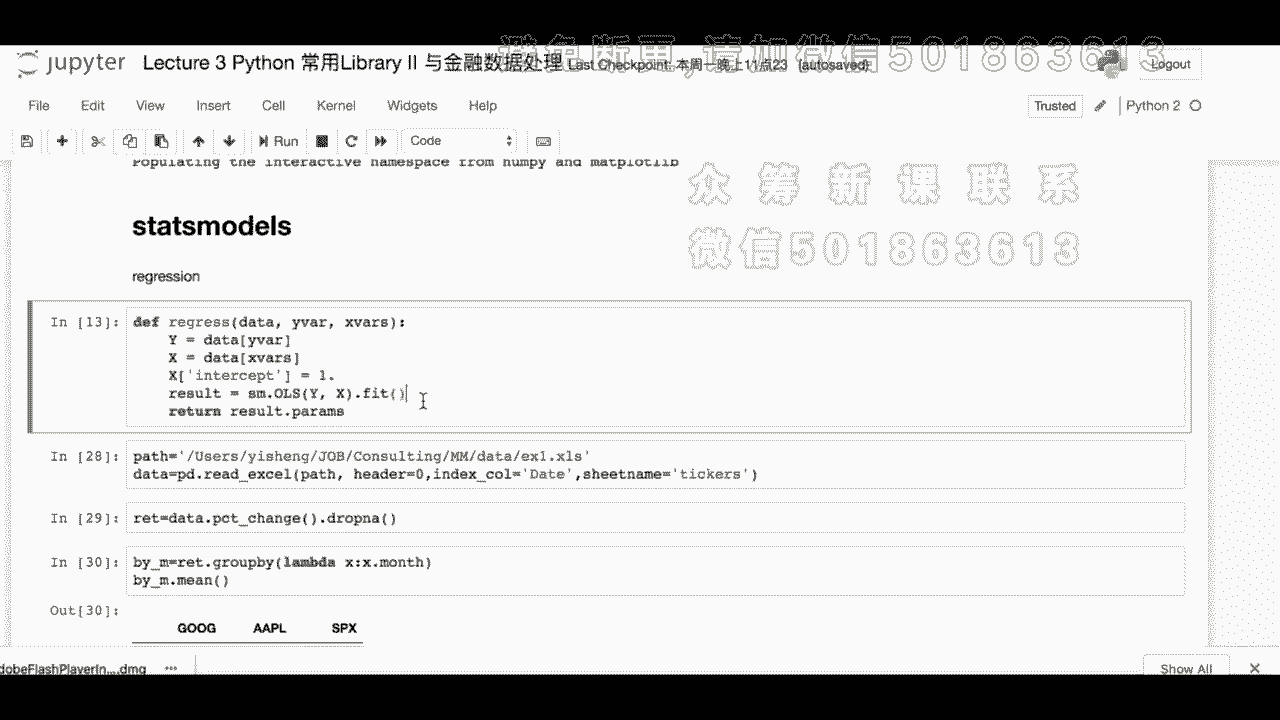 避免断更,请加微信501863613
jupyter Lecture 3 Python 常用Library II 与金融数据处理 Last Checkpoint: 本周一晚上11点23 (autosaved)
Logout
File Edit View Insert Cell Kernel Widgets Help
Trusted Python 2
Run Code
Populating the interactive namespace from numpy and matplotlib
众筹新课联系
微信501863613
statsmodels
regression
In [13]: def regress(data, yvar, xvars):
Y = data[yvar]
X = data[xvars]
X['intercept'] = 1.
result = sm.OLS(Y, X).fit()
return result.params
In [28]: path='/Users/yisheng/JOB/Consulting/MM/data/ex1.xls'
data=pd.read_excel(path, header=0,index_col='Date',sheetname='tickers')
In [29]: ret=data.pct_change().dropna()
In [30]: by_m=ret.groupby(lambda x:x.month)
by_m.mean()
Out[30]:
GOOG AAPL SPX
dobeFlashPlayerIn....dmg
Show All